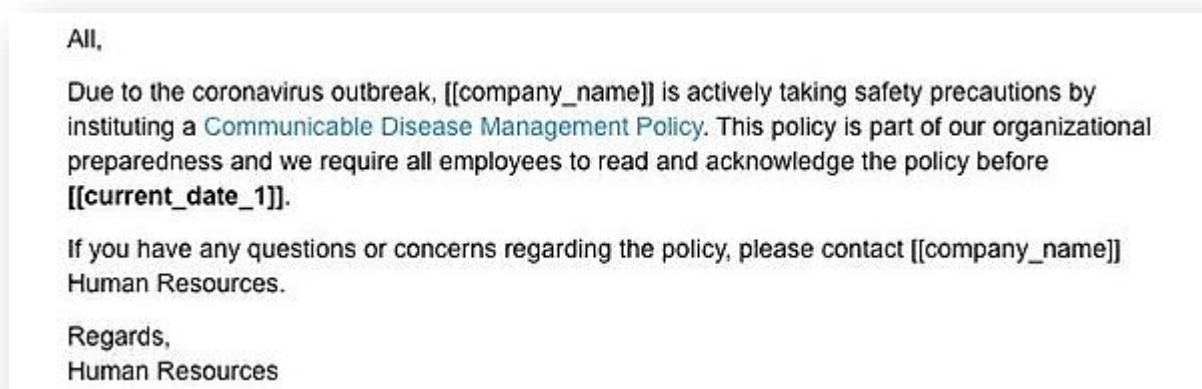 All,
Due to the coronavirus outbreak, [[company_name]] is actively taking safety precautions by
instituting a Communicable Disease Management Policy. This policy is part of our organizational
preparedness and we require all employees to read and acknowledge the policy before
[[current_date_1]].
If you have any questions or concerns regarding the policy, please contact [[company_name]]
Human Resources.
Regards,
Human Resources